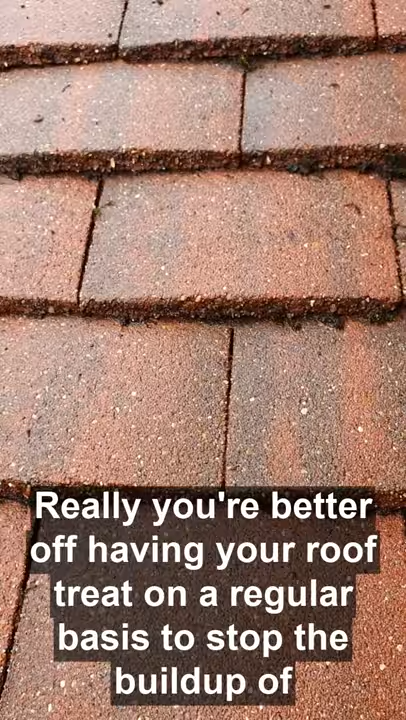 Really you're better
off having your roof
treat on a regular
basis to stop the
buildup of